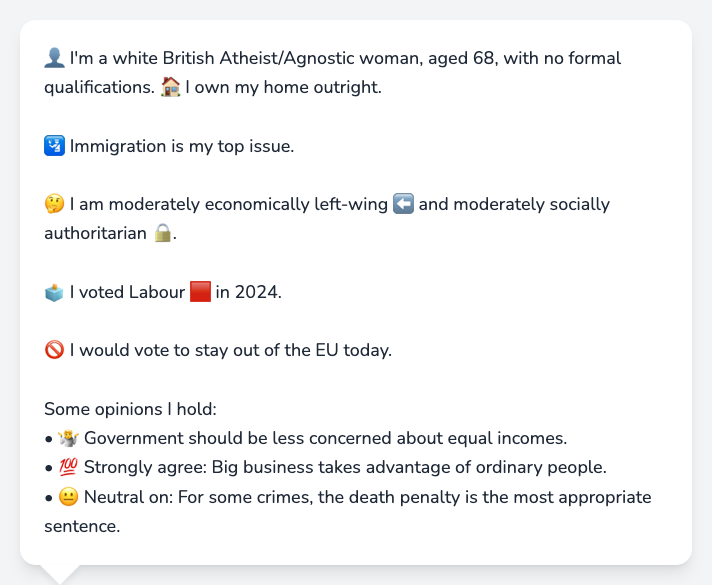 👤 I'm a white British Atheist/Agnostic woman, aged 68, with no formal
qualifications. 🏠 I own my home outright.
🛂 Immigration is my top issue.
🤔 I am moderately economically left-wing ⬅️ and moderately socially
authoritarian 🔒.
🗳️ I voted Labour 🟥 in 2024.
🚫 I would vote to stay out of the EU today.
Some opinions I hold:
• 🤷 Government should be less concerned about equal incomes.
• 💯 Strongly agree: Big business takes advantage of ordinary people.
• 😐 Neutral on: For some crimes, the death penalty is the most appropriate
sentence.